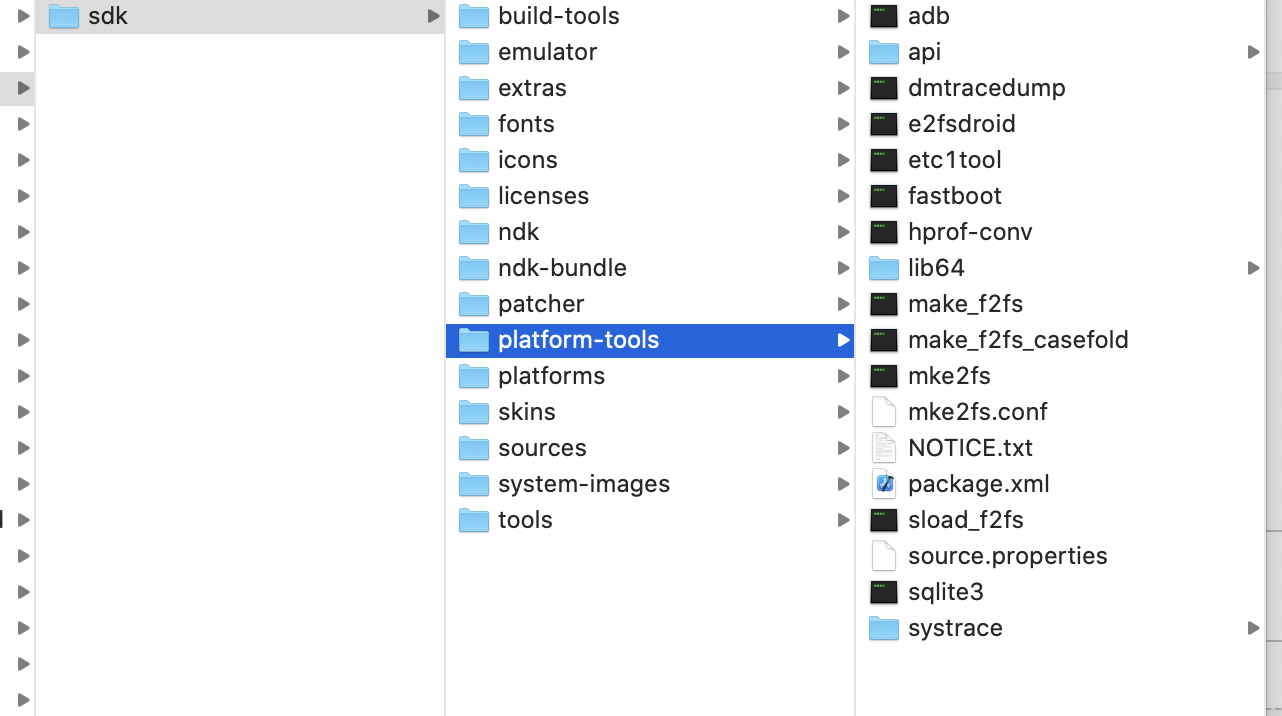 sdk
build-tools
emulator
extras
fonts
icons
licenses
ndk
ndk-bundle
patcher
platform-tools
platforms
skins
sources
system-images
tools
adb
api
dmtracedump
e2fsdroid
etc1tool
fastboot
hprof-conv
lib64
make_f2fs
make_f2fs_casefold
mke2fs
mke2fs.conf
NOTICE.txt
package.xml
sload_f2fs
source.properties
sqlite3
systrace